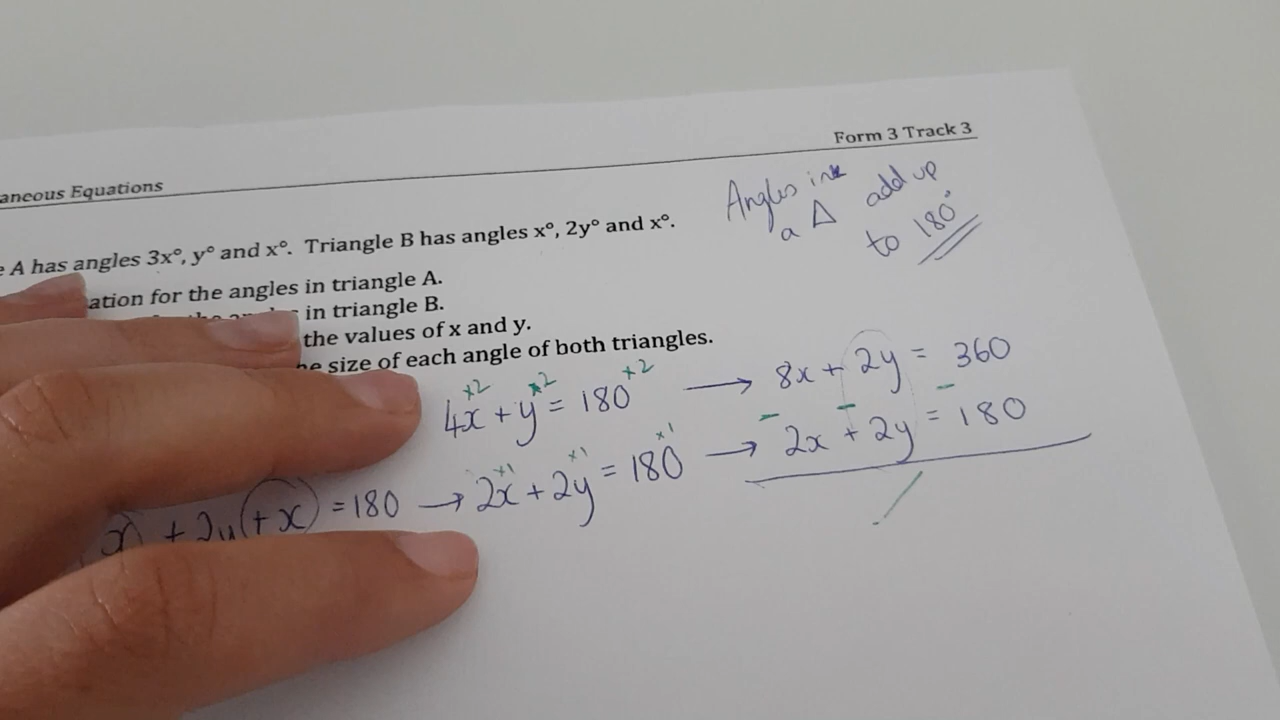 Form 3 Track 3
aneous Equations
A has angles 3x°, y° and x°. Triangle B has angles x°, 2y° and x°.
ation for the angles in triangle A.
in triangle B.
the values of x and y.
size of each angle of both triangles.
Angles in
a Δ add up
to 180°
×2 ×2 ×2
4x + y = 180 → 8x + 2y = 360
- - -
×1 ×1 ×1
x + 2y + x = 180 → 2x + 2y = 180 → 2x + 2y = 180